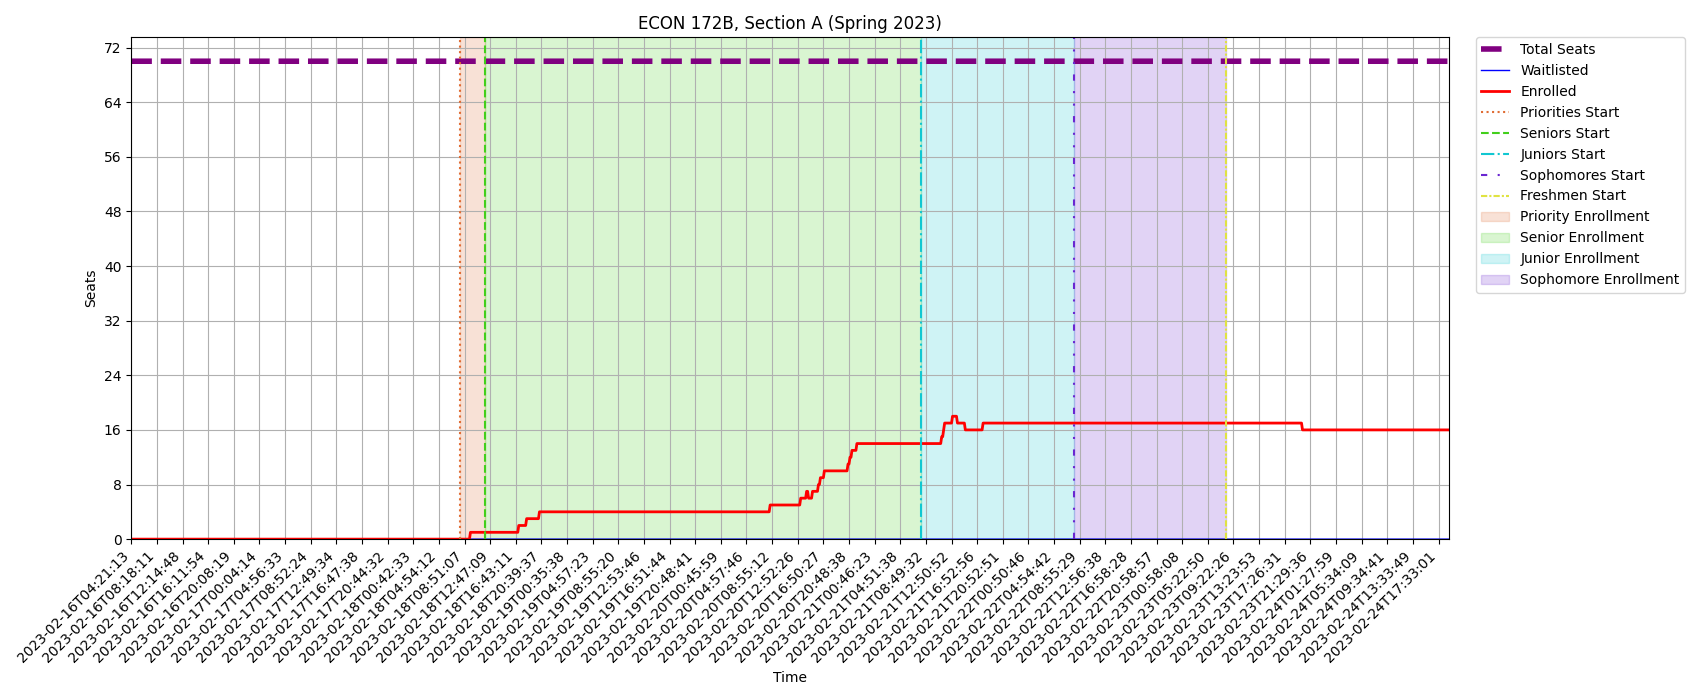 ECON 172B, Section A (Spring 2023)
72
64
56
48
40
32
24
16
8
0
Seats
2023-02-16T04:21:13
2023-02-16T08:18:11
2023-02-16T12:14:48
2023-02-16T16:11:54
2023-02-16T20:08:19
2023-02-17T00:04:14
2023-02-17T04:56:33
2023-02-17T08:52:24
2023-02-17T12:49:34
2023-02-17T16:47:38
2023-02-17T20:44:32
2023-02-18T00:42:33
2023-02-18T04:54:12
2023-02-18T08:51:07
2023-02-18T12:47:09
2023-02-18T16:43:11
2023-02-18T20:39:37
2023-02-19T00:35:38
2023-02-19T04:57:23
2023-02-19T08:55:20
2023-02-19T12:53:46
2023-02-19T16:51:44
2023-02-19T20:48:41
2023-02-20T00:45:59
2023-02-20T04:57:46
2023-02-20T08:55:12
2023-02-20T12:52:26
2023-02-20T16:50:27
2023-02-20T20:48:38
2023-02-21T00:46:23
2023-02-21T04:51:38
2023-02-21T08:49:32
2023-02-21T12:50:52
2023-02-21T16:52:56
2023-02-21T20:52:51
2023-02-22T00:50:46
2023-02-22T04:54:42
2023-02-22T08:55:29
2023-02-22T12:56:38
2023-02-22T16:58:28
2023-02-22T20:58:57
2023-02-23T00:58:08
2023-02-23T05:22:50
2023-02-23T09:22:26
2023-02-23T13:23:53
2023-02-23T17:26:31
2023-02-23T21:29:36
2023-02-24T01:27:59
2023-02-24T05:34:09
2023-02-24T09:34:41
2023-02-24T13:33:49
2023-02-24T17:33:01
Time
Total Seats
Waitlisted
Enrolled
Priorities Start
Seniors Start
Juniors Start
Sophomores Start
Freshmen Start
Priority Enrollment
Senior Enrollment
Junior Enrollment
Sophomore Enrollment